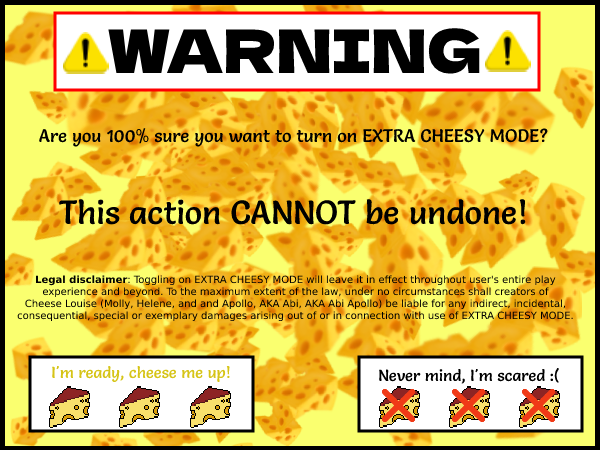 WARNING
Are you 100% sure you want to turn on EXTRA CHEESY MODE?
This action CANNOT be undone!
Legal disclaimer: Toggling on EXTRA CHEESY MODE will leave it in effect throughout user's entire play
experience and beyond. To the maximum extent of the law, under no circumstances shall creators of
Cheese Louise (Molly, Helene, and and Apollo, AKA Abi, AKA Abi Apollo) be liable for any indirect, incidental,
consequential, special or exemplary damages arising out of or in connection with use of EXTRA CHEESY MODE.
I'm ready, cheese me up!
Never mind, I'm scared :(